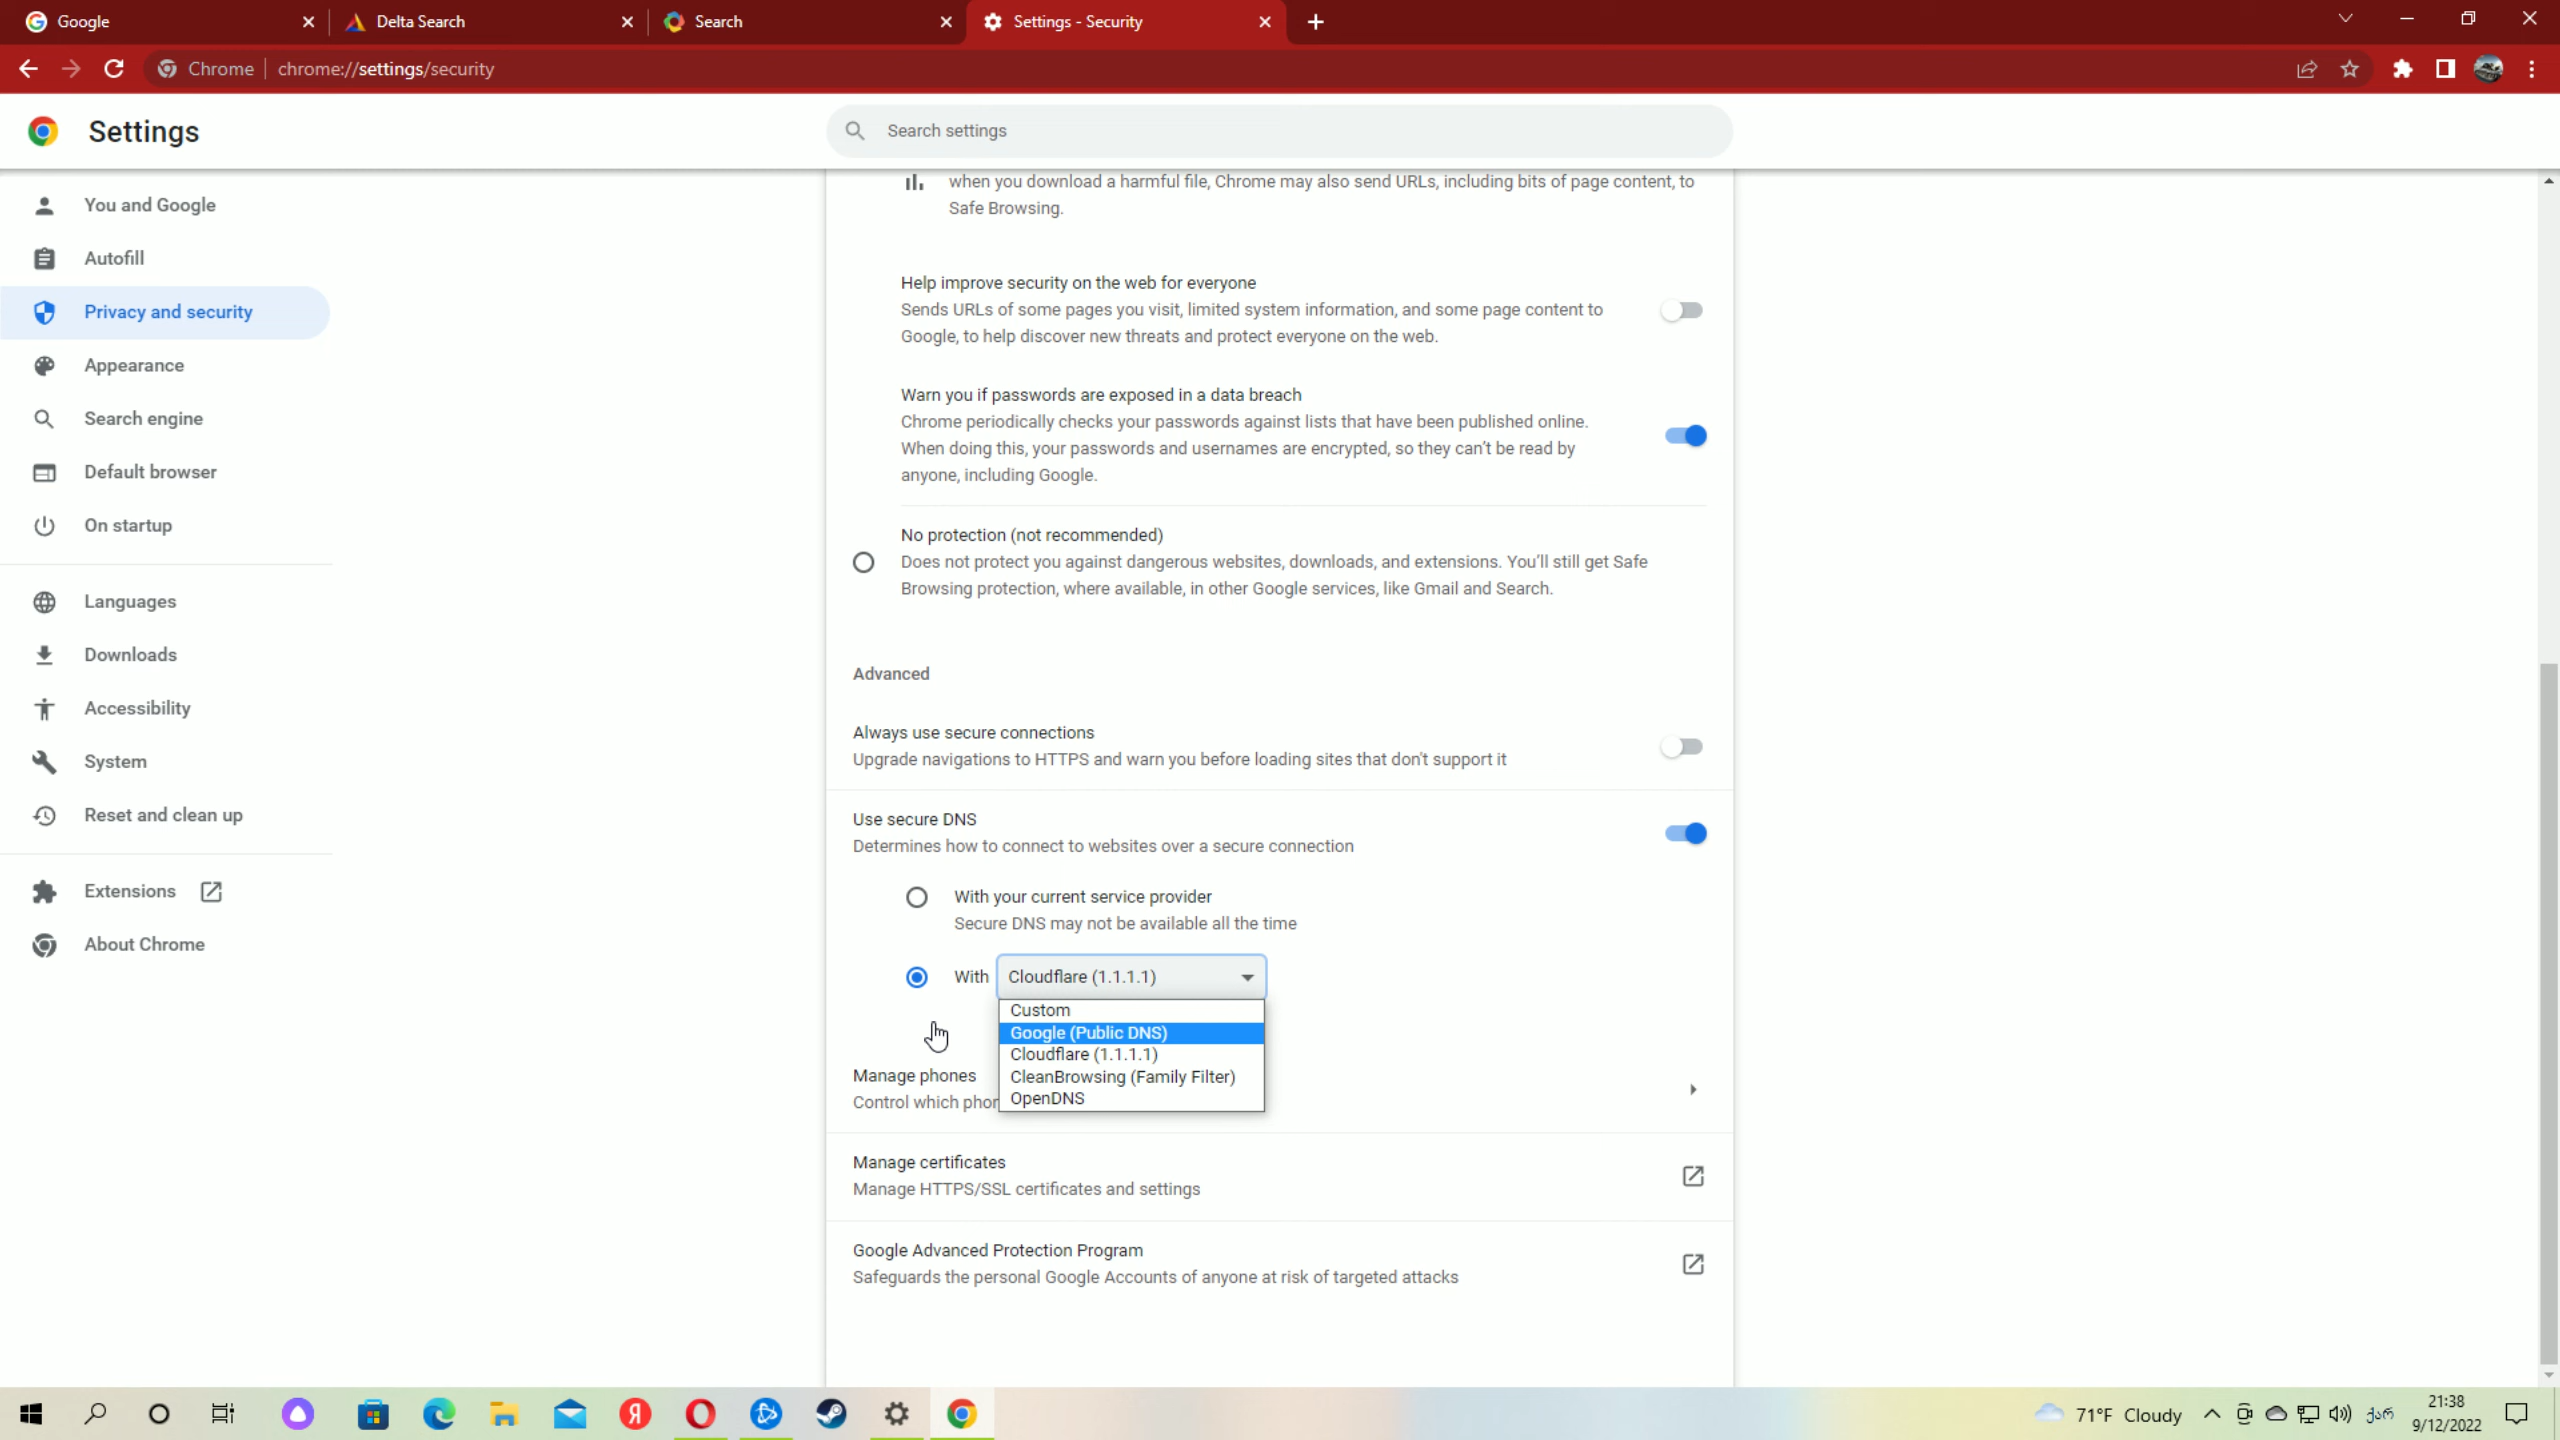 Google
Delta Search
Search
Settings - Security
Chrome
chrome://settings/security
Settings
Search settings
You and Google
Autofill
Privacy and security
Appearance
Search engine
Default browser
On startup
Languages
Downloads
Accessibility
System
Reset and clean up
Extensions
About Chrome
when you download a harmful file, Chrome may also send URLs, including bits of page content, to
Safe Browsing.
Help improve security on the web for everyone
Sends URLs of some pages you visit, limited system information, and some page content to
Google, to help discover new threats and protect everyone on the web.
Warn you if passwords are exposed in a data breach
Chrome periodically checks your passwords against lists that have been published online.
When doing this, your passwords and usernames are encrypted, so they can't be read by
anyone, including Google.
No protection (not recommended)
Does not protect you against dangerous websites, downloads, and extensions. You'll still get Safe
Browsing protection, where available, in other Google services, like Gmail and Search.
Advanced
Always use secure connections
Upgrade navigations to HTTPS and warn you before loading sites that don't support it
Use secure DNS
Determines how to connect to websites over a secure connection
With your current service provider
Secure DNS may not be available all the time
With Cloudflare (1.1.1.1)
Custom
Google (Public DNS)
Cloudflare (1.1.1.1)
CleanBrowsing (Family Filter)
OpenDNS
Manage phones
Control which phon
Manage certificates
Manage HTTPS/SSL certificates and settings
Google Advanced Protection Program
Safeguards the personal Google Accounts of anyone at risk of targeted attacks
Я
71°F Cloudy
ქარ
21:38
9/12/2022